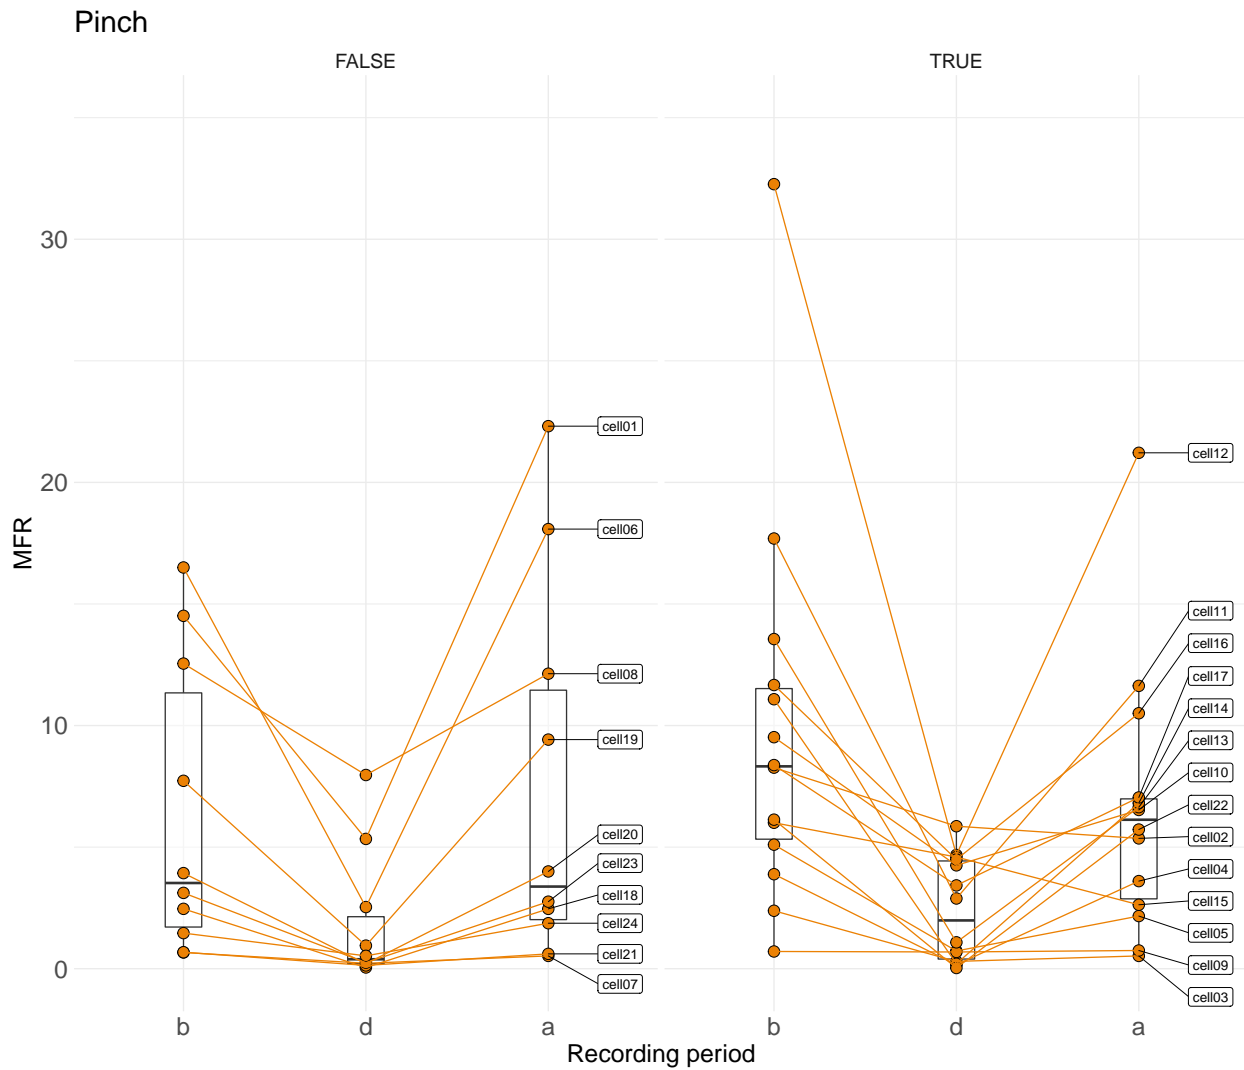 Pinch
FALSE
TRUE
MFR
30
20
10
0
cell01
cell06
cell08
cell19
cell20
cell23
cell18
cell24
cell21
cell07
cell12
cell11
cell16
cell17
cell14
cell13
cell10
cell22
cell02
cell04
cell15
cell05
cell09
cell03
b
d
a
b
d
a
Recording period